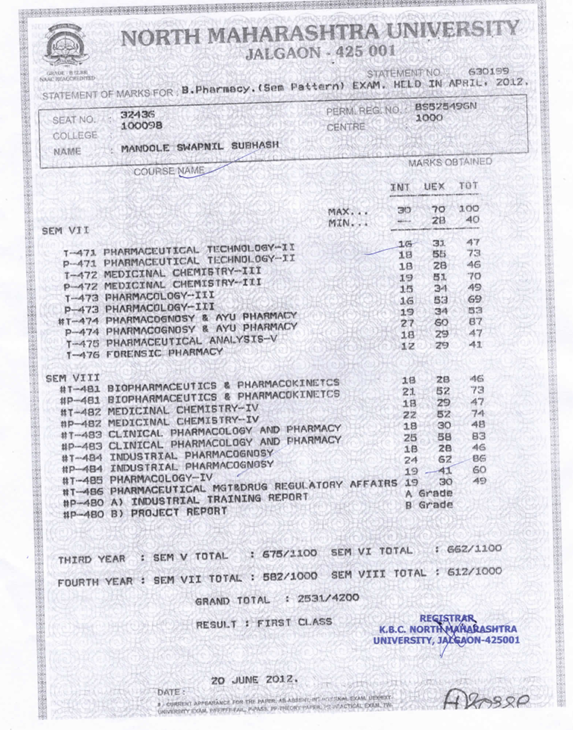 NORTH MAHARASHTRA UNIVERSITY
JALGAON - 425 001
STATEMENT NO 630199
STATEMENT OF MARKS FOR : B.Pharmacy.(Sem Pattern) EXAM. HELD IN APRIL, 2012.
SEAT NO. : 32436 PERM. REG. NO. : BS52549GN
COLLEGE 10009B CENTRE 1000
NAME : MANDOLE SWAPNIL SUBHASH
COURSE NAME MARKS OBTAINED
INT UEX TOT
MAX... 30 70 100
MIN... -- 28 40
SEM VII
T-471 PHARMACEUTICAL TECHNOLOGY-II 16 31 47
P-471 PHARMACEUTICAL TECHNOLOGY-II 18 55 73
T-472 MEDICINAL CHEMISTRY-III 18 28 46
P-472 MEDICINAL CHEMISTRY-III 19 51 70
T-473 PHARMACOLOGY-III 15 34 49
P-473 PHARMACOLOGY-III 16 53 69
#T-474 PHARMACOGNOSY & AYU PHARMACY 19 34 53
P-474 PHARMACOGNOSY & AYU PHARMACY 27 60 87
T-475 PHARMACEUTICAL ANALYSIS-V 18 29 47
T-476 FORENSIC PHARMACY 12 29 41
SEM VIII
#T-481 BIOPHARMACEUTICS & PHARMACOKINETCS 18 28 46
#P-481 BIOPHARMACEUTICS & PHARMACOKINETCS 21 52 73
#T-482 MEDICINAL CHEMISTRY-IV 18 29 47
#P-482 MEDICINAL CHEMISTRY-IV 22 52 74
#T-483 CLINICAL PHARMACOLOGY AND PHARMACY 18 30 48
#P-483 CLINICAL PHARMACOLOGY AND PHARMACY 25 58 83
#T-484 INDUSTRIAL PHARMACOGNOSY 18 28 46
#P-484 INDUSTRIAL PHARMACOGNOSY 24 62 86
#T-485 PHARMACOLOGY-IV 19 41 60
#T-486 PHARMACEUTICAL MGT&DRUG REGULATORY AFFAIRS 19 30 49
#P-480 A) INDUSTRIAL TRAINING REPORT A Grade
#P-480 B) PROJECT REPORT B Grade
THIRD YEAR : SEM V TOTAL : 675/1100 SEM VI TOTAL : 662/1100
FOURTH YEAR : SEM VII TOTAL : 582/1000 SEM VIII TOTAL : 612/1000
GRAND TOTAL : 2531/4200
RESULT : FIRST CLASS
REGISTRAR,
K.B.C. NORTH MAHARASHTRA
UNIVERSITY, JALGAON-425001
20 JUNE 2012.
DATE :